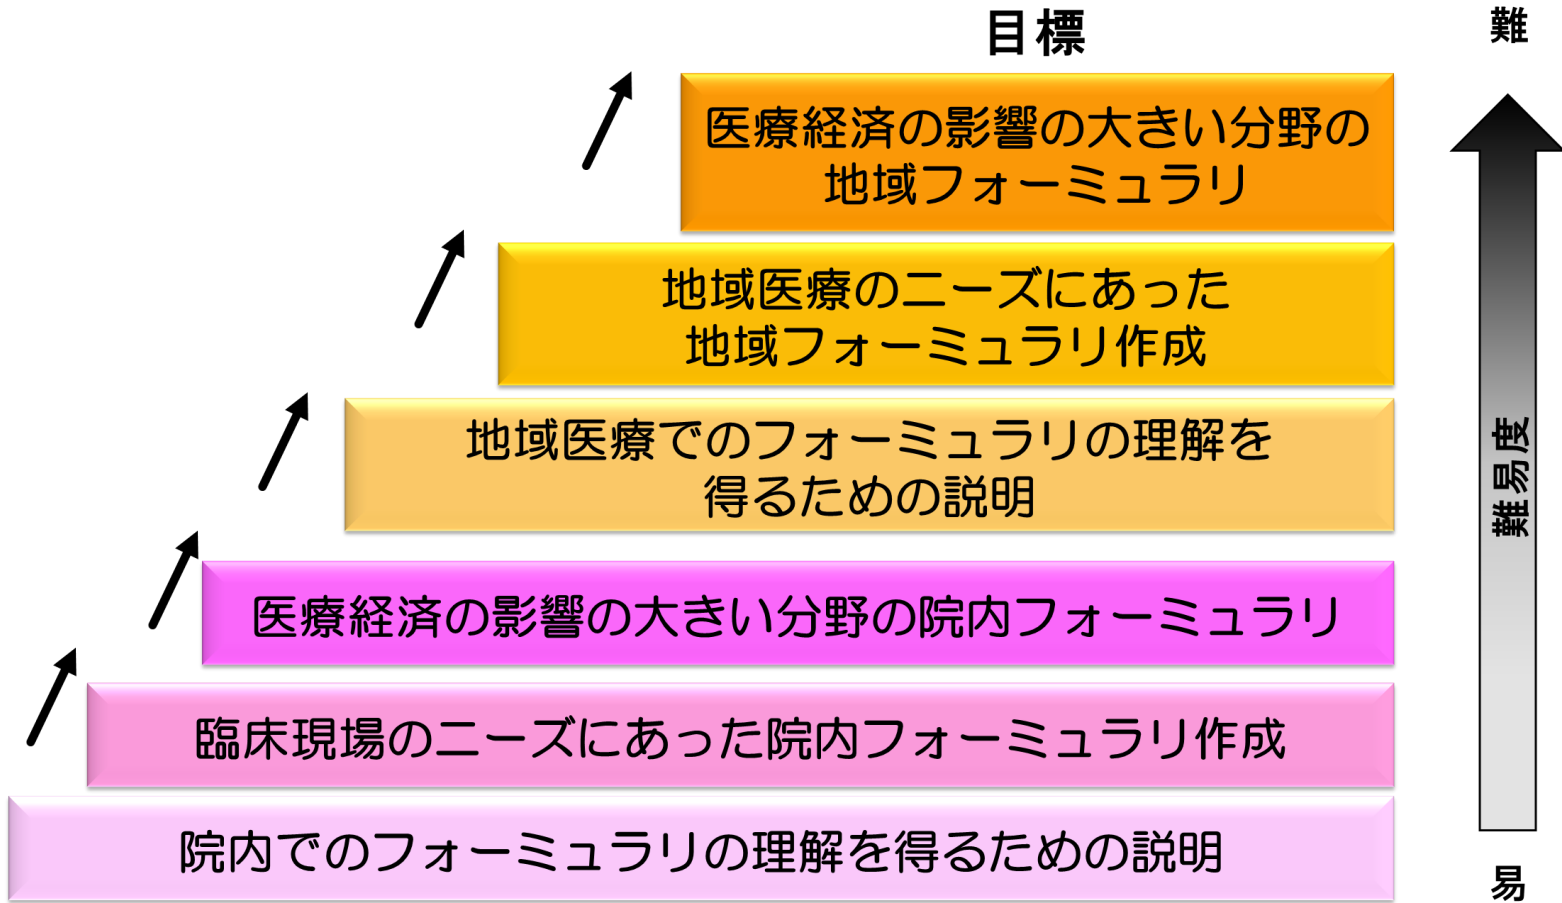 目標
難
医療経済の影響の大きい分野の
地域フォーミュラリ
地域医療のニーズにあった
地域フォーミュラリ作成
地域医療でのフォーミュラリの理解を
得るための説明
医療経済の影響の大きい分野の院内フォーミュラリ
臨床現場のニーズにあった院内フォーミュラリ作成
院内でのフォーミュラリの理解を得るための説明
難易度
易